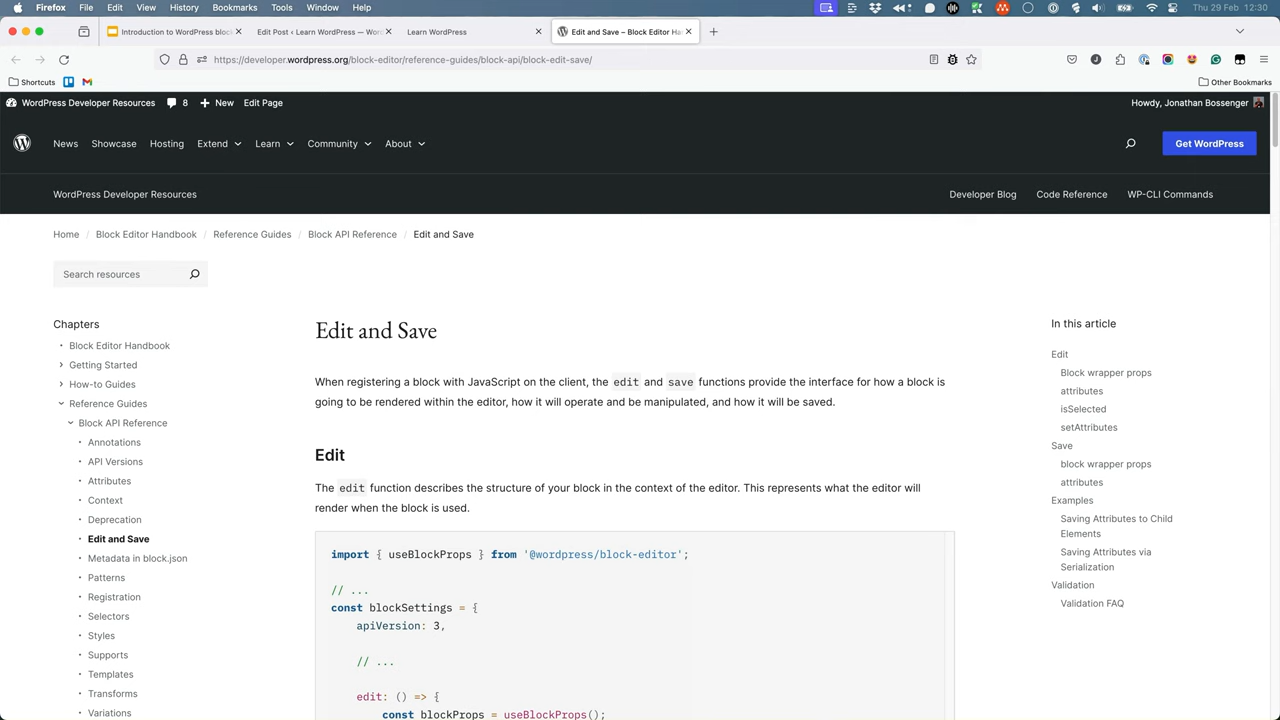 Firefox File Edit View History Bookmarks Tools Window Help Thu 29 Feb 12:30
Introduction to WordPress bloc Edit Post ‹ Learn WordPress — Wor Learn WordPress Edit and Save – Block Editor Ha
https://developer.wordpress.org/block-editor/reference-guides/block-api/block-edit-save/
Shortcuts Other Bookmarks
WordPress Developer Resources 8 New Edit Page Howdy, Jonathan Bossenger
News Showcase Hosting Extend Learn Community About Get WordPress
WordPress Developer Resources Developer Blog Code Reference WP-CLI Commands
Home / Block Editor Handbook / Reference Guides / Block API Reference / Edit and Save
Search resources
Chapters
Block Editor Handbook
Getting Started
How-to Guides
Reference Guides
Block API Reference
Annotations
API Versions
Attributes
Context
Deprecation
Edit and Save
Metadata in block.json
Patterns
Registration
Selectors
Styles
Supports
Templates
Transforms
Variations
Edit and Save
When registering a block with JavaScript on the client, the edit and save functions provide the interface for how a block is
going to be rendered within the editor, how it will operate and be manipulated, and how it will be saved.
Edit
The edit function describes the structure of your block in the context of the editor. This represents what the editor will
render when the block is used.
import { useBlockProps } from '@wordpress/block-editor';
// ...
const blockSettings = {
apiVersion: 3,
// ...
edit: () => {
const blockProps = useBlockProps();
In this article
Edit
Block wrapper props
attributes
isSelected
setAttributes
Save
block wrapper props
attributes
Examples
Saving Attributes to Child
Elements
Saving Attributes via
Serialization
Validation
Validation FAQ